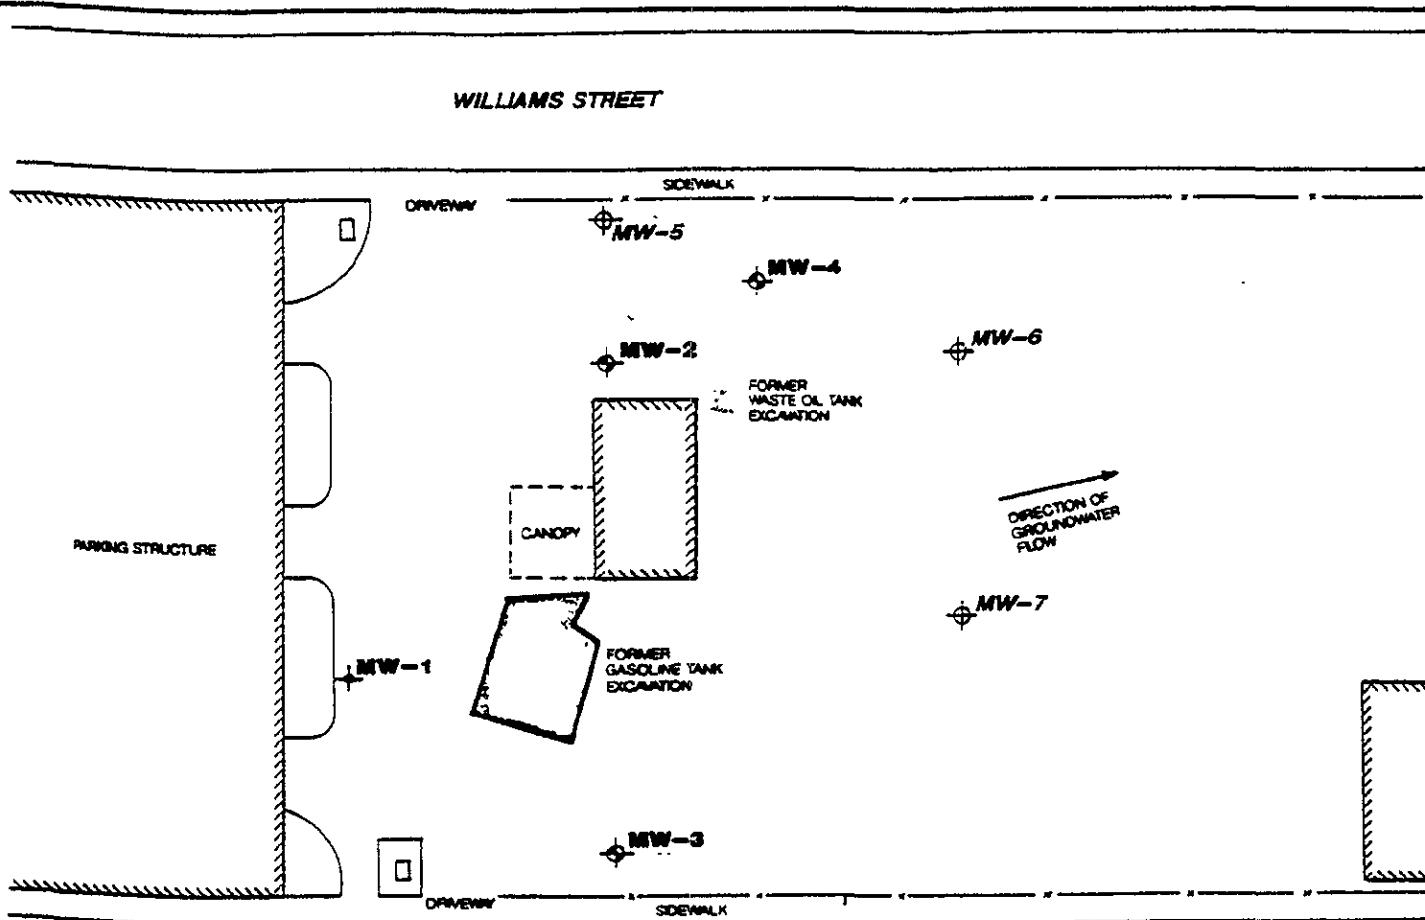 WILLIAMS STREET
SIDEWALK
DRIVEWAY
MW-5
MW-4
MW-2
MW-6
FORMER
WASTE OIL TANK
EXCAVATION
DIRECTION OF
GROUNDWATER
FLOW
CANOPY
PARKING STRUCTURE
MW-7
FORMER
GASOLINE TANK
EXCAVATION
MW-1
MW-3
DRIVEWAY
SIDEWALK